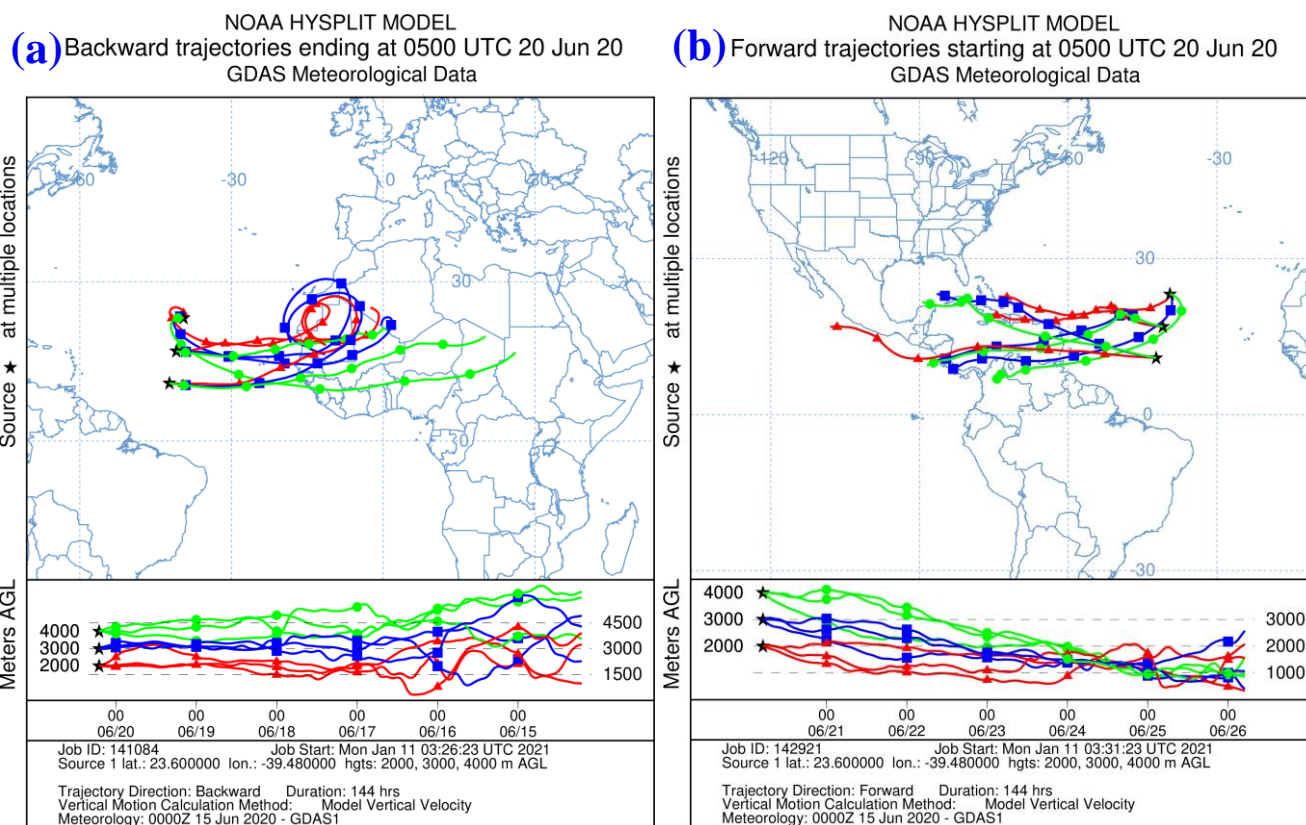 (a)
NOAA HYSPLIT MODEL
Backward trajectories ending at 0500 UTC 20 Jun 20
GDAS Meteorological Data
-60
-30
0
30
30
Source ★ at multiple locations
Meters AGL
4000
3000
2000
4500
3000
1500
00 00 00 00 00 00
06/20 06/19 06/18 06/17 06/16 06/15
Job ID: 141084 Job Start: Mon Jan 11 03:26:23 UTC 2021
Source 1 lat.: 23.600000 lon.: -39.480000 hgts: 2000, 3000, 4000 m AGL
Trajectory Direction: Backward Duration: 144 hrs
Vertical Motion Calculation Method: Model Vertical Velocity
Meteorology: 0000Z 15 Jun 2020 - GDAS1
(b)
NOAA HYSPLIT MODEL
Forward trajectories starting at 0500 UTC 20 Jun 20
GDAS Meteorological Data
-120
-90
-60
-30
30
0
-30
Source ★ at multiple locations
Meters AGL
4000
3000
2000
3000
2000
1000
00 00 00 00 00 00
06/21 06/22 06/23 06/24 06/25 06/26
Job ID: 142921 Job Start: Mon Jan 11 03:31:23 UTC 2021
Source 1 lat.: 23.600000 lon.: -39.480000 hgts: 2000, 3000, 4000 m AGL
Trajectory Direction: Forward Duration: 144 hrs
Vertical Motion Calculation Method: Model Vertical Velocity
Meteorology: 0000Z 15 Jun 2020 - GDAS1